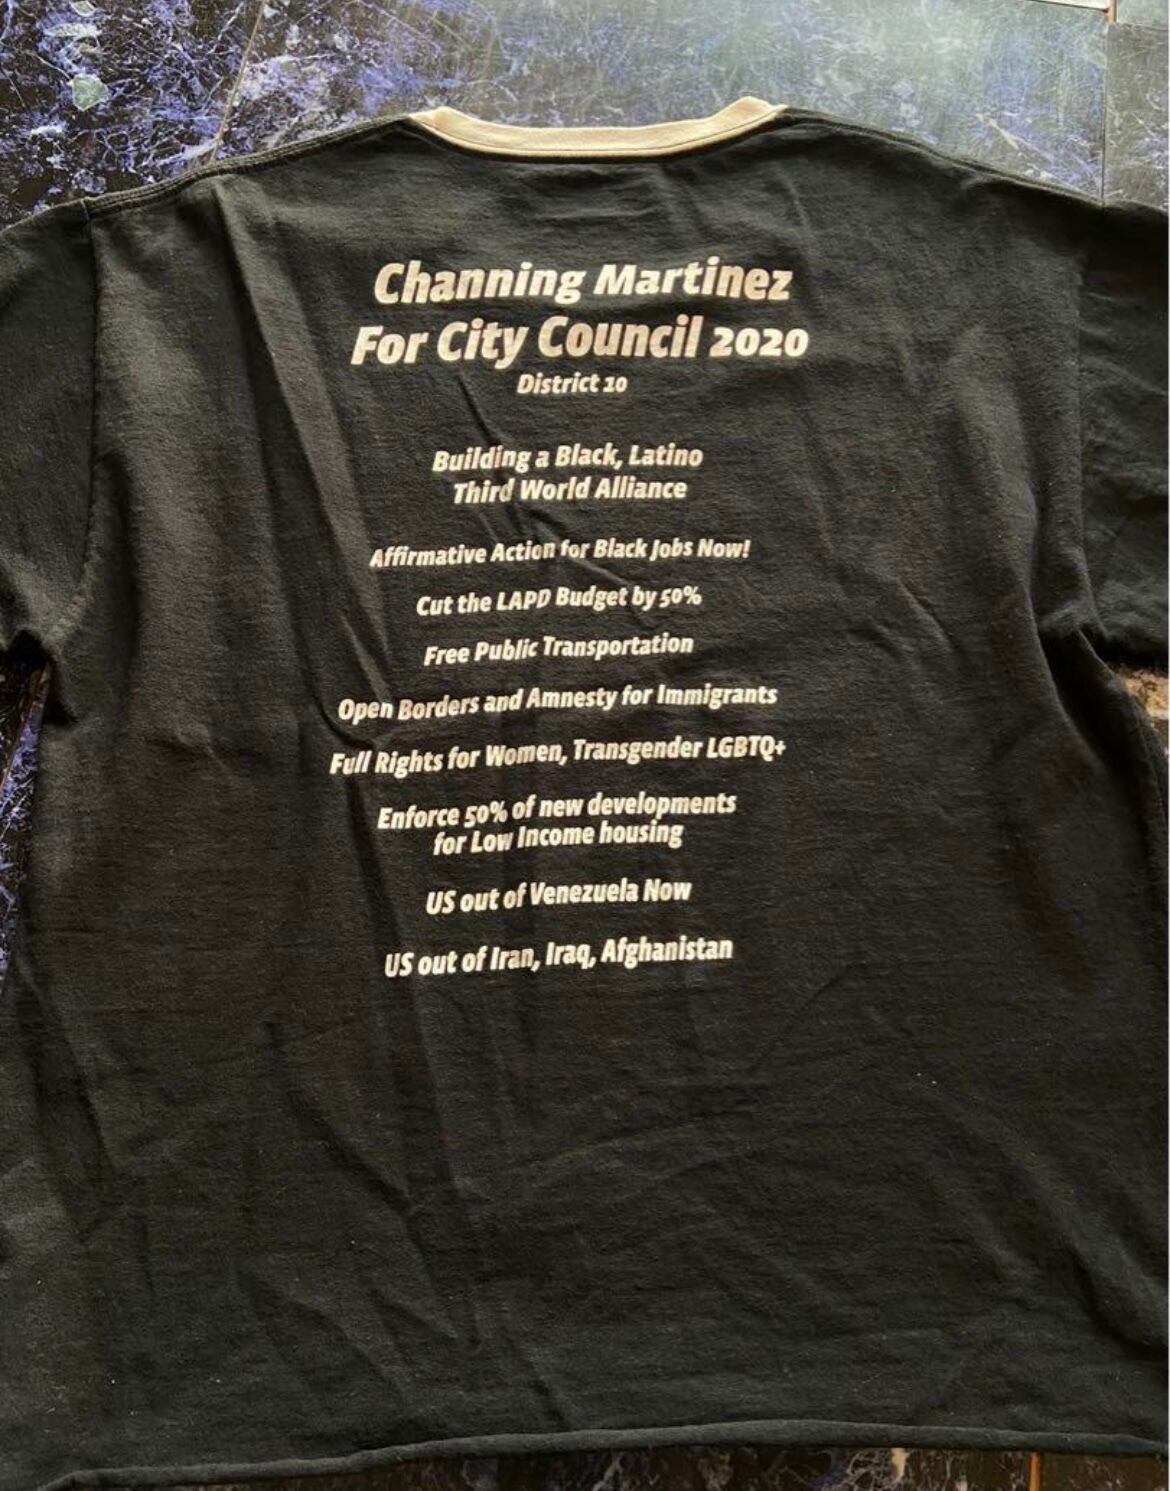 Channing Martinez
For City Council 2020
District 10
Building a Black, Latino
Third World Alliance
Affirmative Action for Black Jobs Now!
Cut the LAPD Budget by 50%
Free Public Transportation
Open Borders and Amnesty for Immigrants
Full Rights for Women, Transgender LGBTQ+
Enforce 50% of new developments
for Low Income housing
US out of Venezuela Now
US out of Iran, Iraq, Afghanistan